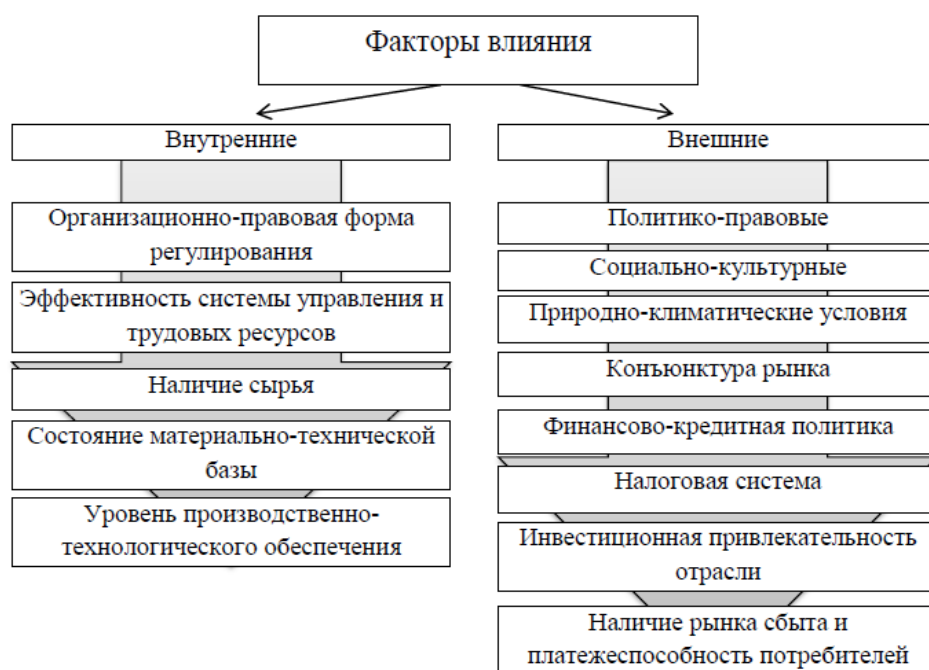 Факторы влияния
Внутренние
Организационно-правовая форма
регулирования
Эффективность системы управления и
трудовых ресурсов
Наличие сырья
Состояние материально-технической
базы
Уровень производственно-
технологического обеспечения
Внешние
Политико-правовые
Социально-культурные
Природно-климатические условия
Конъюнктура рынка
Финансово-кредитная политика
Налоговая система
Инвестиционная привлекательность
отрасли
Наличие рынка сбыта и
платежеспособность потребителей